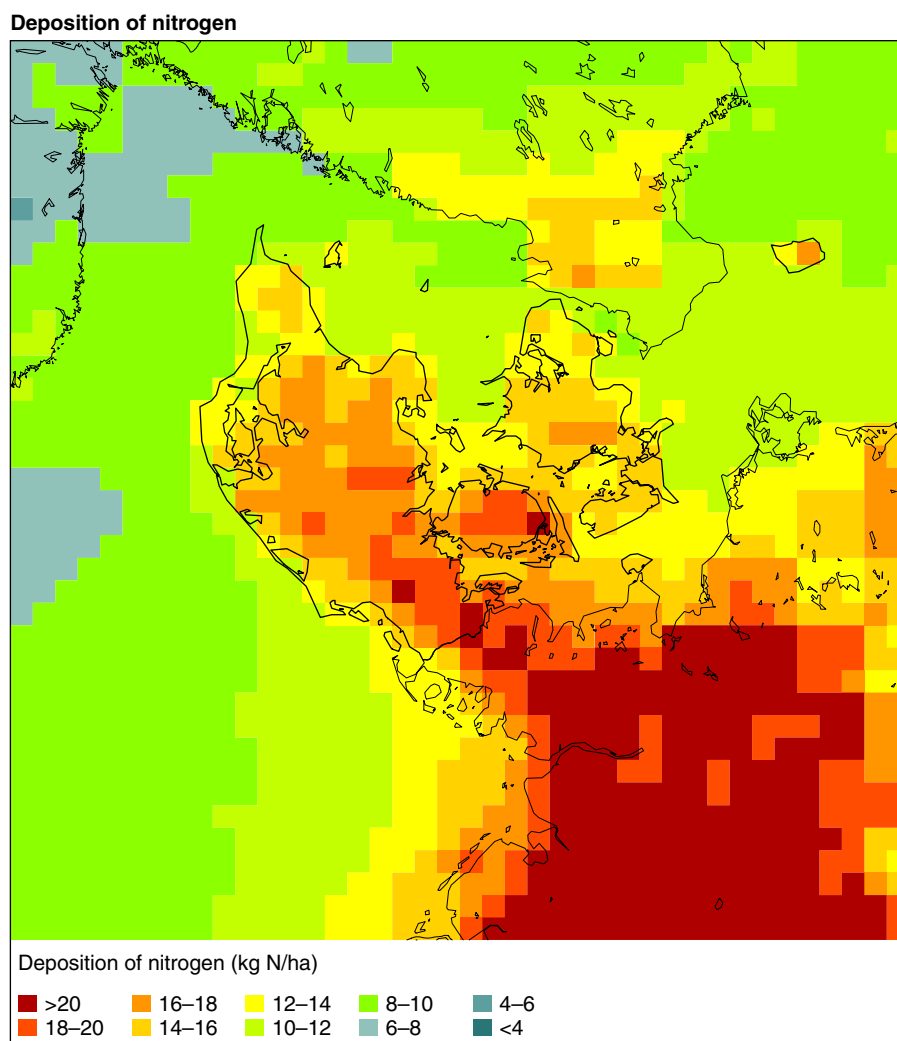 Deposition of nitrogen
Deposition of nitrogen (kg N/ha)
>20 16–18 12–14 8–10 4–6
18–20 14–16 10–12 6–8 <4